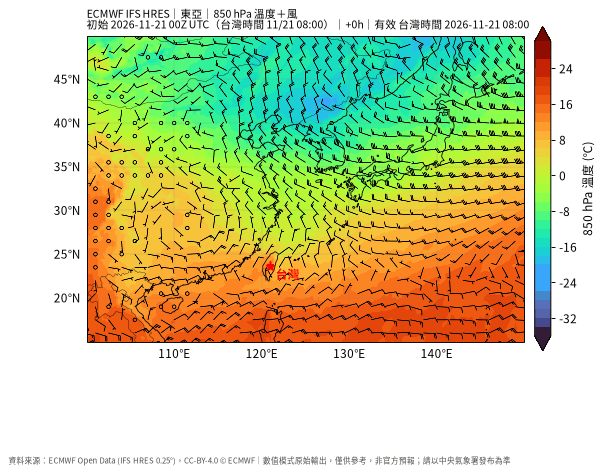 ECMWF IFS HRES｜東亞｜850 hPa 溫度＋風
初始 2026-11-21 00Z UTC（台灣時間 11/21 08:00）｜+0h｜有效 台灣時間 2026-11-21 08:00
45°N
40°N
35°N
30°N
25°N
20°N
110°E
120°E
130°E
140°E
台灣
24
16
8
0
-8
-16
-24
-32
850 hPa 溫度 (°C)
資料來源：ECMWF Open Data (IFS HRES 0.25°)，CC-BY-4.0 © ECMWF｜數值模式原始輸出，僅供參考，非官方預報；請以中央氣象署發布為準